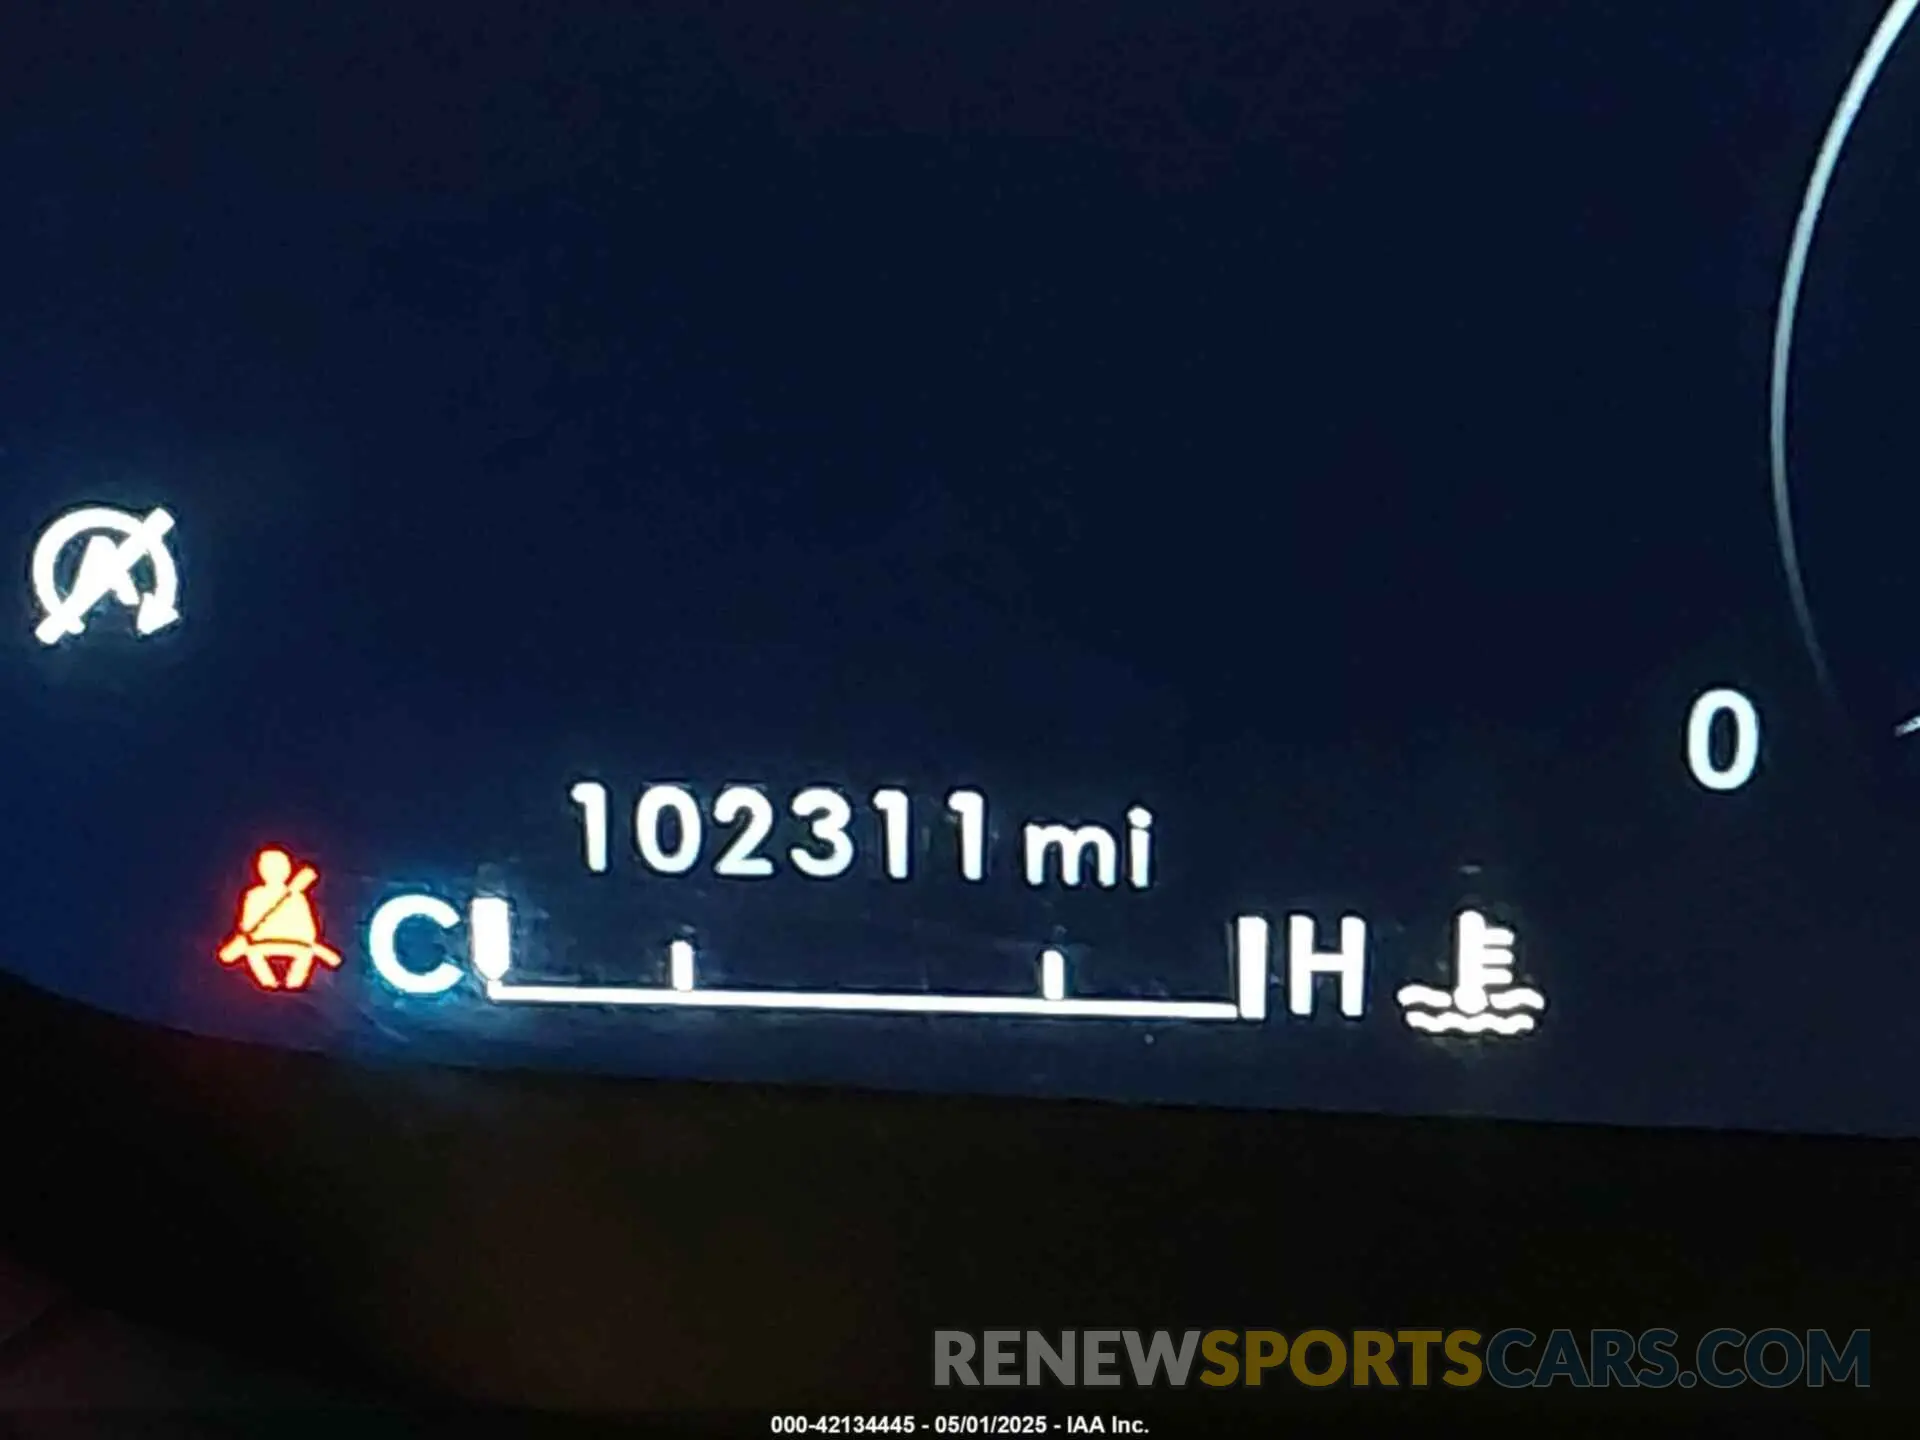 0
102311 mi
C H
RENEWSPORTSCARS.COM
000-42134445 - 05/01/2025 - IAA Inc.